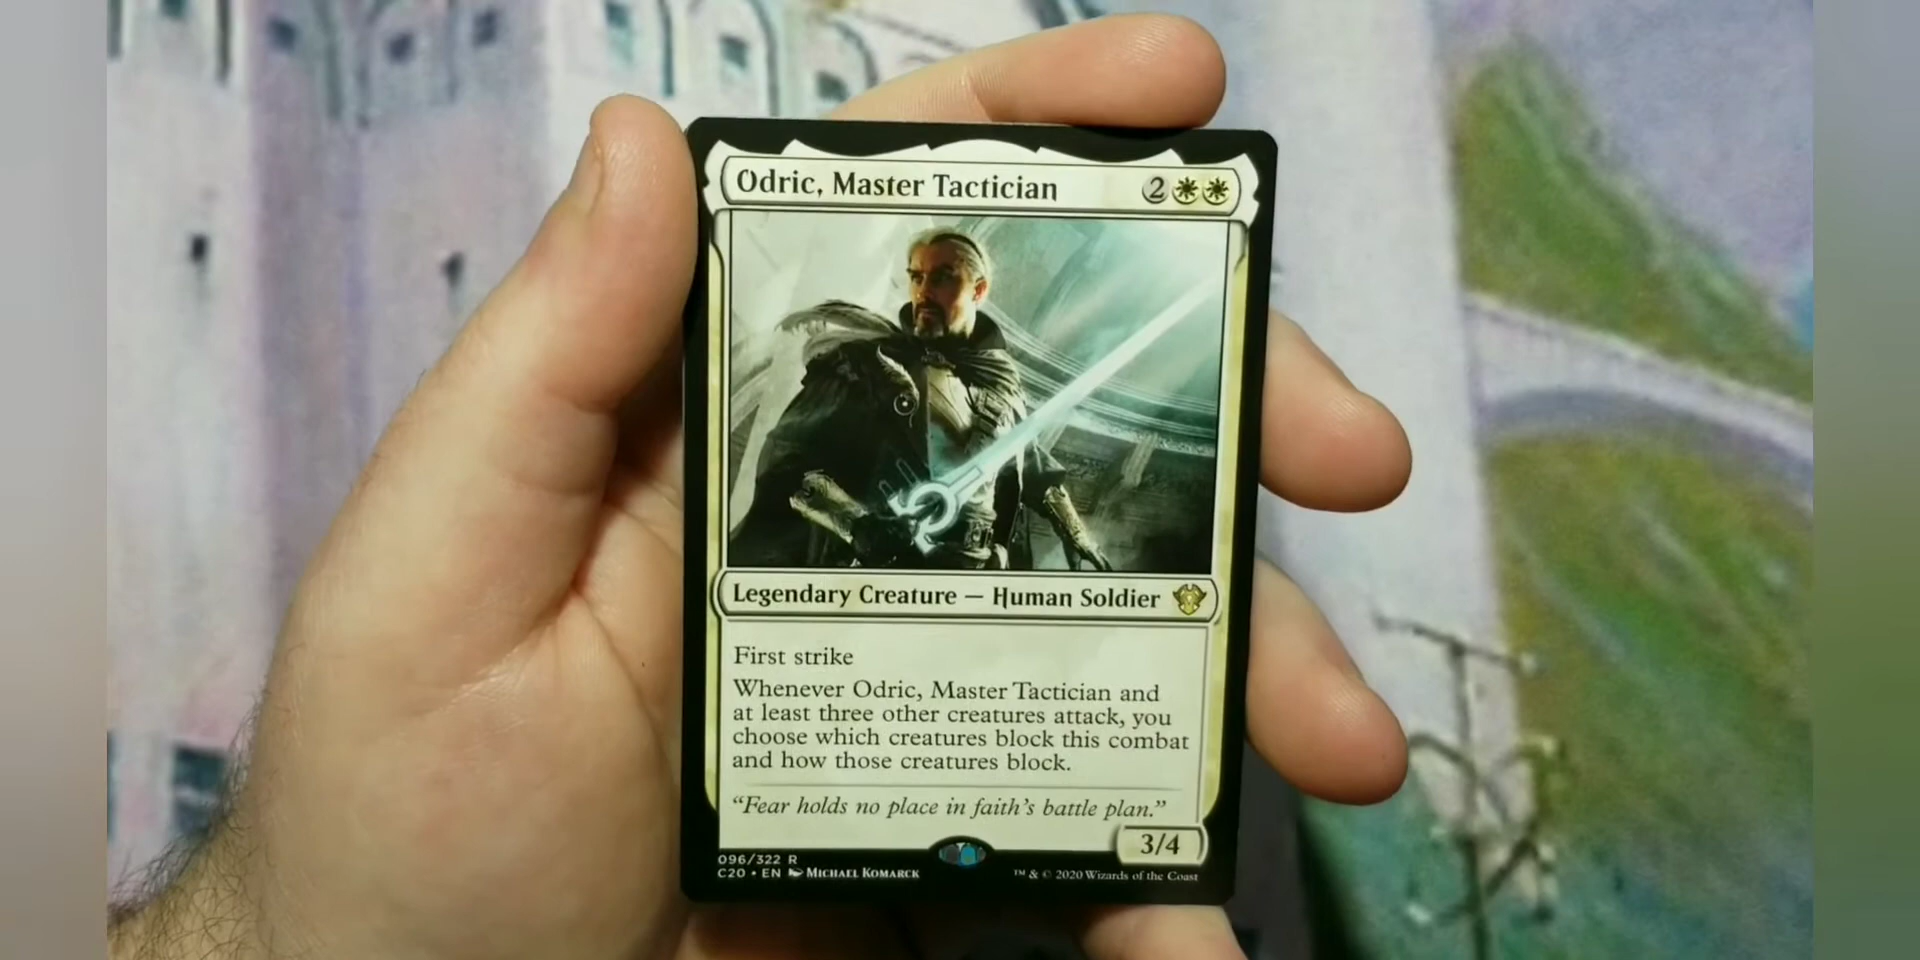 Odric, Master Tactician 2
Legendary Creature — Human Soldier
First strike
Whenever Odric, Master Tactician and
at least three other creatures attack, you
choose which creatures block this combat
and how those creatures block.
“Fear holds no place in faith’s battle plan.”
3/4
096/322 R
C20 • EN MICHAEL KOMARCK
™ & © 2020 Wizards of the Coast